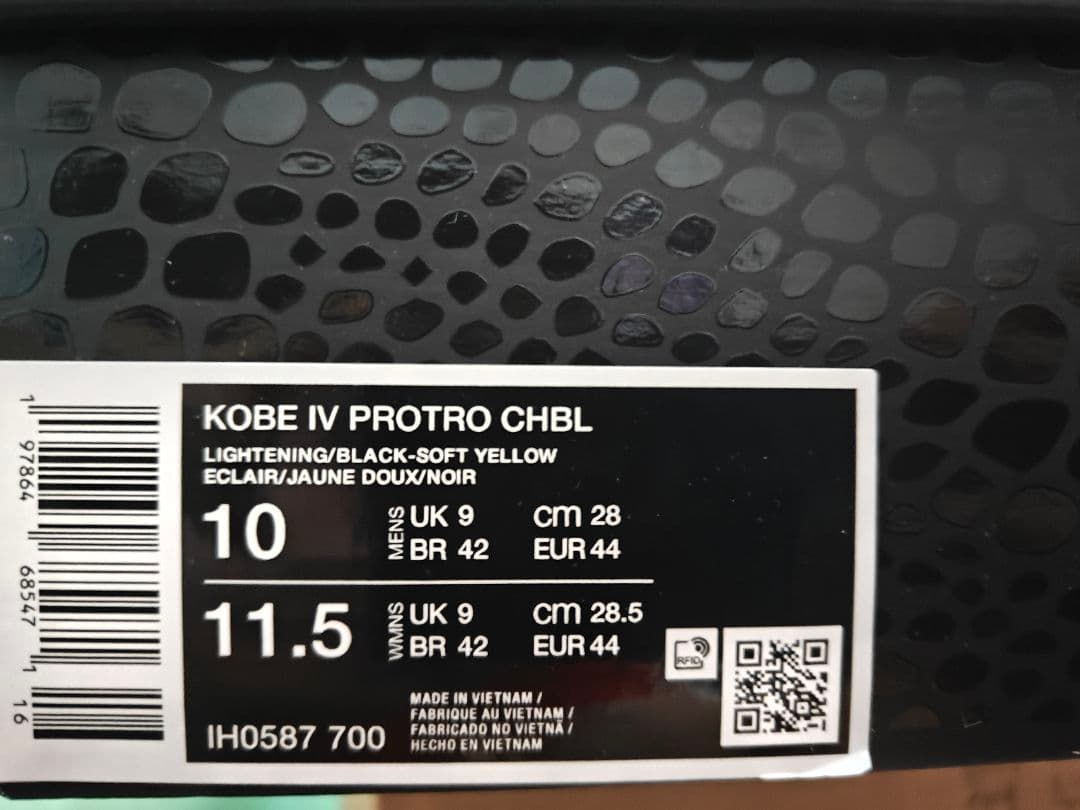 KOBE IV PROTRO CHBL
LIGHTENING/BLACK-SOFT YELLOW
ECLAIR/JAUNE DOUX/NOIR
10 MENS UK 9 cm 28
BR 42 EUR 44
11.5 WMNS UK 9 cm 28.5
BR 42 EUR 44
RFID
MADE IN VIETNAM /
FABRIQUE AU VIETNAM /
FABRICADO NO VIETNÃ /
HECHO EN VIETNAM
IH0587 700
1 97864 68547 1 16